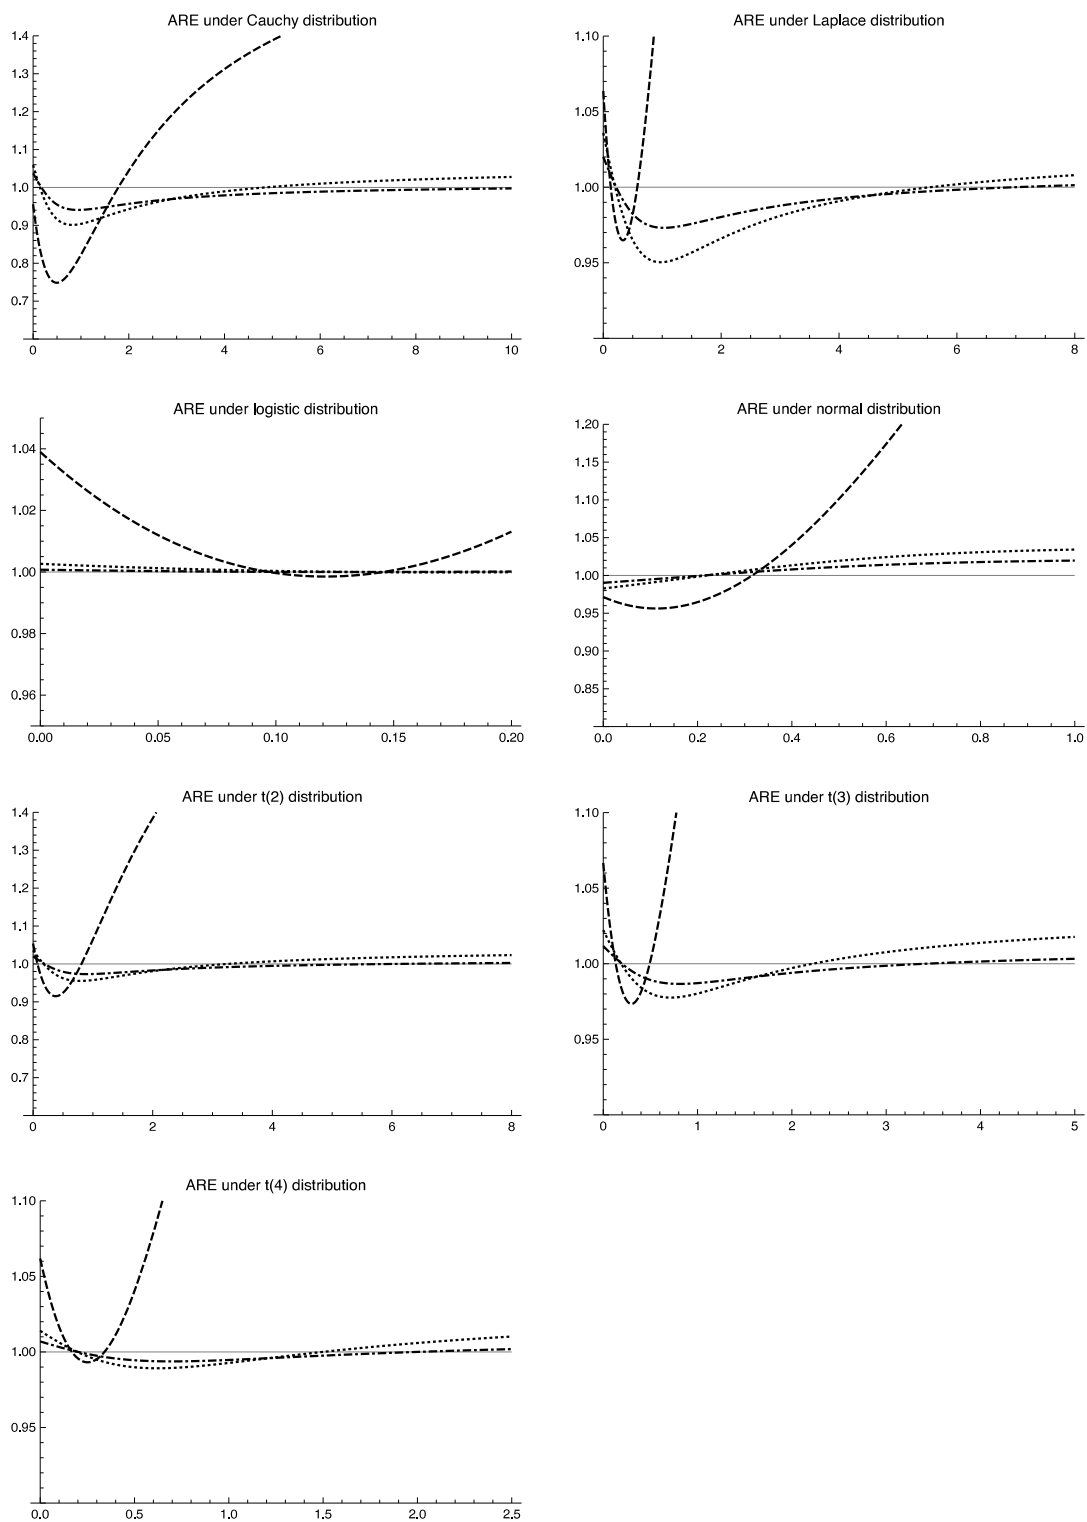 ARE under Cauchy distribution
1.4
1.3
1.2
1.1
1.0
0.9
0.8
0.7
0 2 4 6 8 10
ARE under Laplace distribution
1.10
1.05
1.00
0.95
0 2 4 6 8
ARE under logistic distribution
1.04
1.02
1.00
0.98
0.96
0.00 0.05 0.10 0.15 0.20
ARE under normal distribution
1.20
1.15
1.10
1.05
1.00
0.95
0.90
0.85
0.0 0.2 0.4 0.6 0.8 1.0
ARE under t(2) distribution
1.4
1.3
1.2
1.1
1.0
0.9
0.8
0.7
0 2 4 6 8
ARE under t(3) distribution
1.10
1.05
1.00
0.95
0 1 2 3 4 5
ARE under t(4) distribution
1.10
1.05
1.00
0.95
0.0 0.5 1.0 1.5 2.0 2.5